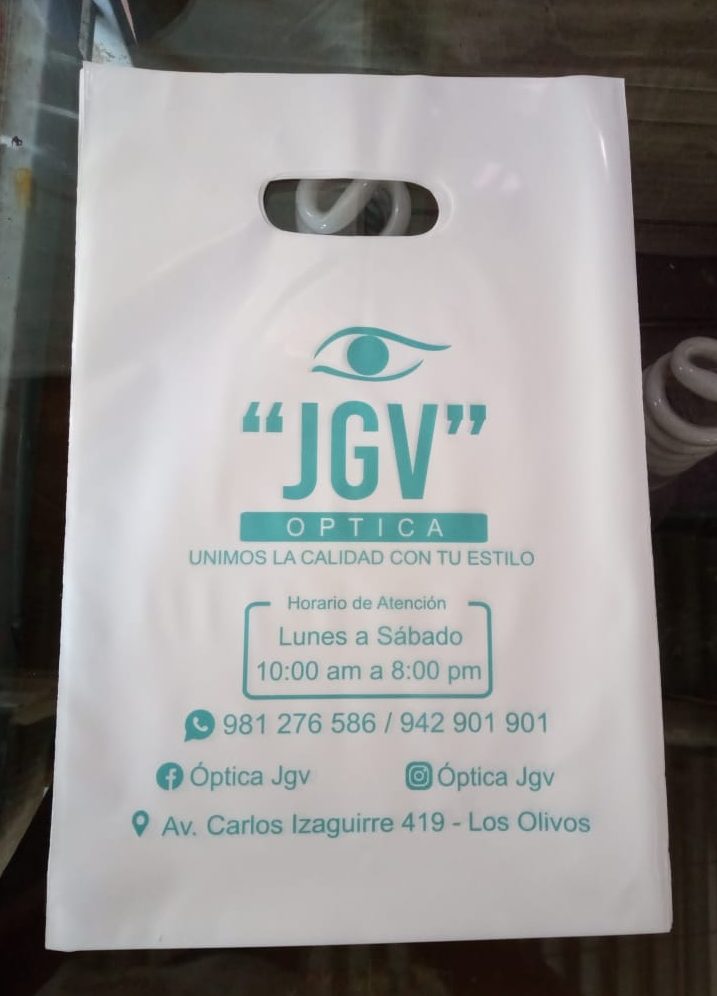 “JGV”
OPTICA
UNIMOS LA CALIDAD CON TU ESTILO
Horario de Atención
Lunes a Sábado
10:00 am a 8:00 pm
981 276 586 / 942 901 901
Óptica Jgv Óptica Jgv
Av. Carlos Izaguirre 419 - Los Olivos